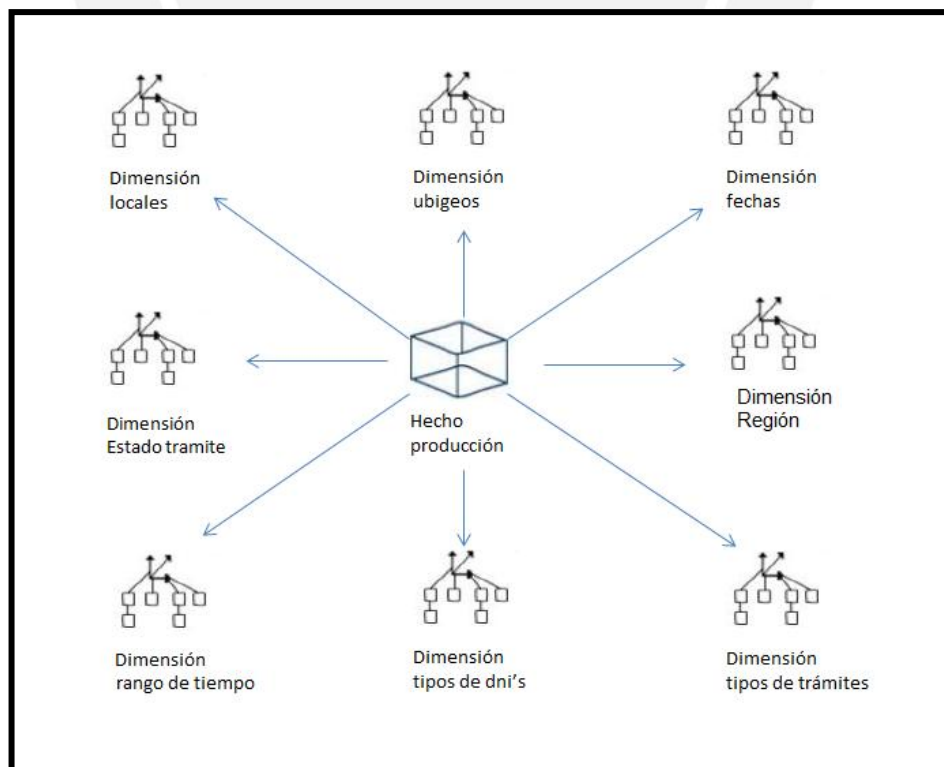 Dimensión
locales
Dimensión
ubigeos
Dimensión
fechas
Dimensión
Estado tramite
Hecho
producción
Dimensión
Región
Dimensión
rango de tiempo
Dimensión
tipos de dni's
Dimensión
tipos de trámites